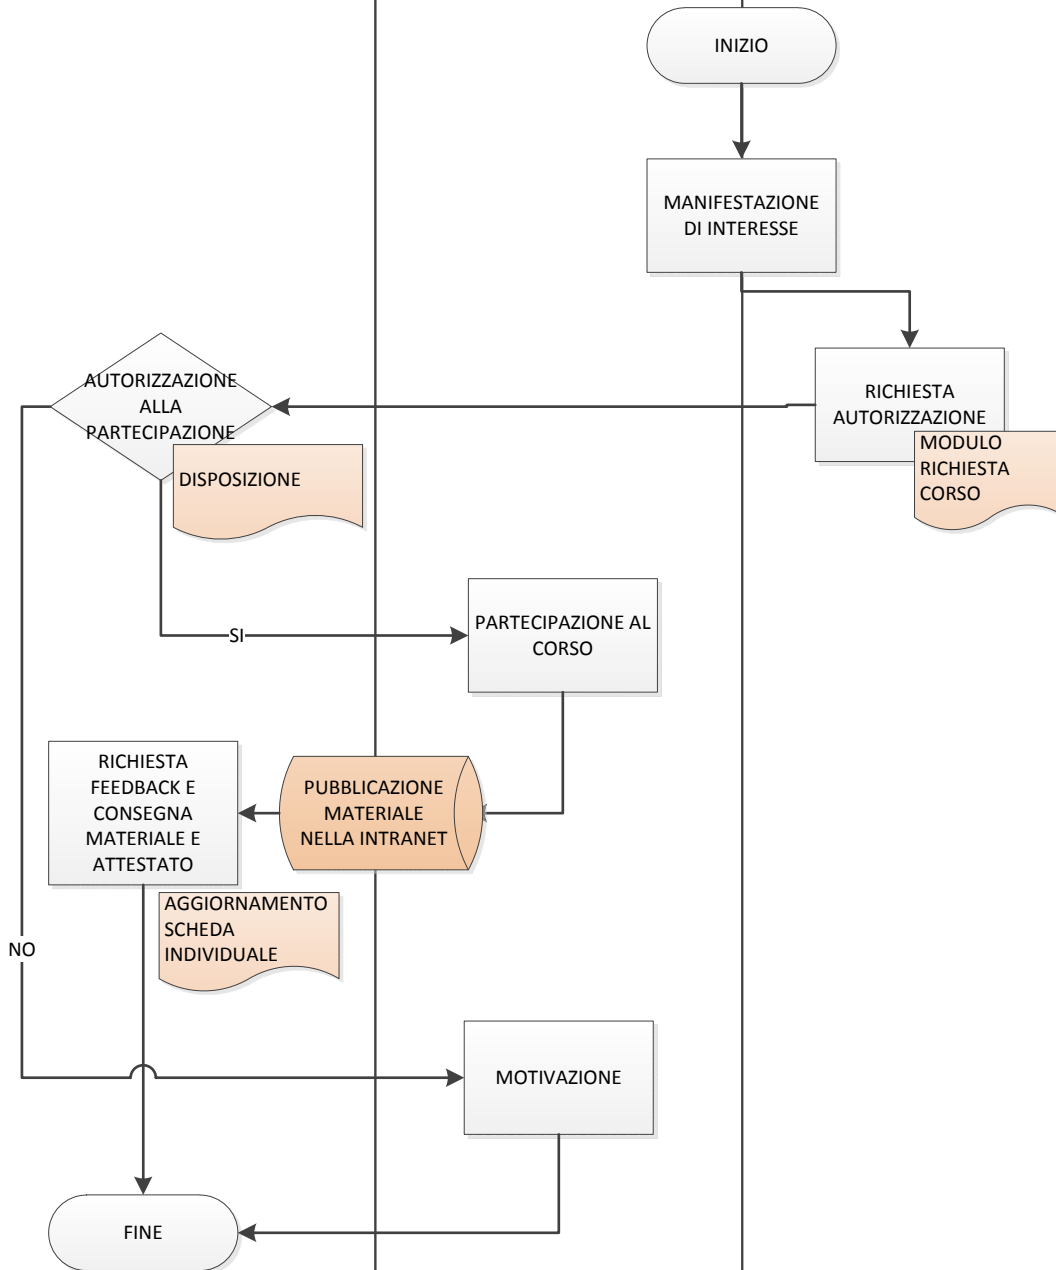 INIZIO
MANIFESTAZIONE
DI INTERESSE
RICHIESTA
AUTORIZZAZIONE
MODULO
RICHIESTA
CORSO
AUTORIZZAZIONE
ALLA
PARTECIPAZIONE
DISPOSIZIONE
SI
PARTECIPAZIONE AL
CORSO
PUBBLICAZIONE
MATERIALE
NELLA INTRANET
RICHIESTA
FEEDBACK E
CONSEGNA
MATERIALE E
ATTESTATO
AGGIORNAMENTO
SCHEDA
INDIVIDUALE
NO
MOTIVAZIONE
FINE